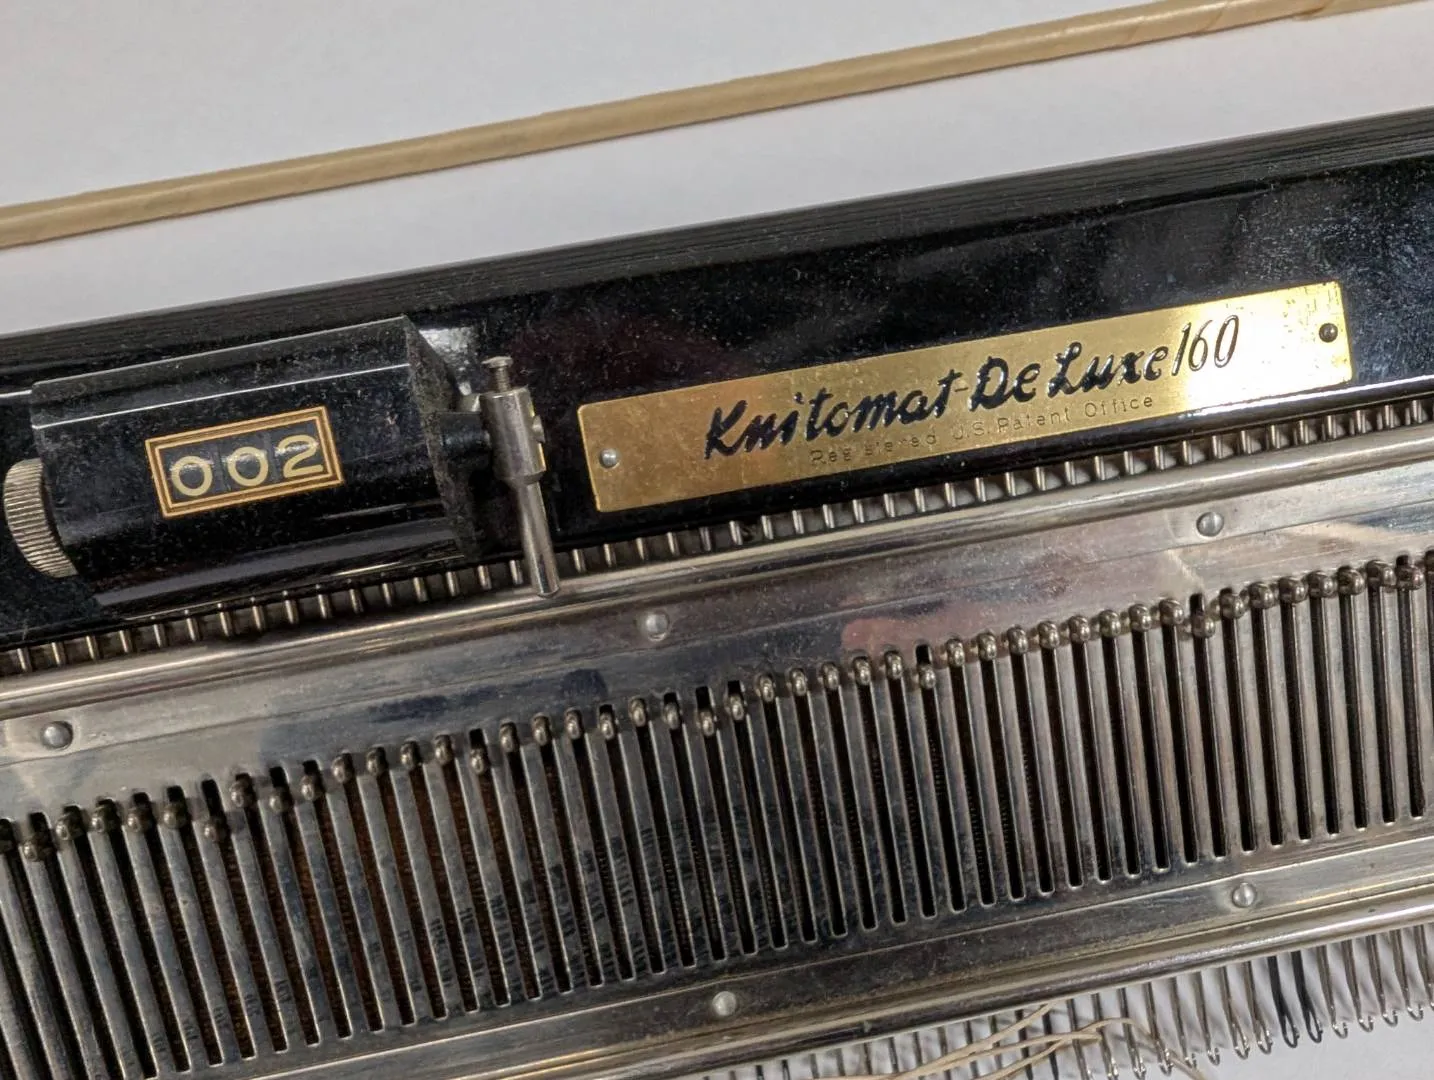 002
Knitomat-De Luxe 160
Registered U.S. Patent Office